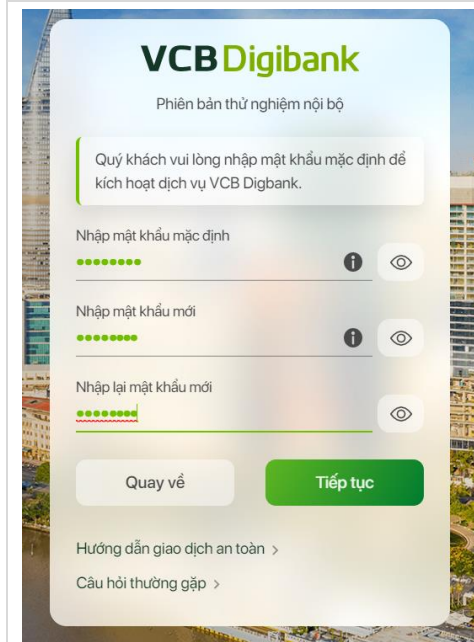 VCB Digibank
Phiên bản thử nghiệm nội bộ
Quý khách vui lòng nhập mật khẩu mặc định để
kích hoạt dịch vụ VCB Digbank.
Nhập mật khẩu mặc định
Nhập mật khẩu mới
Nhập lại mật khẩu mới
Quay về
Tiếp tục
Hướng dẫn giao dịch an toàn >
Câu hỏi thường gặp >